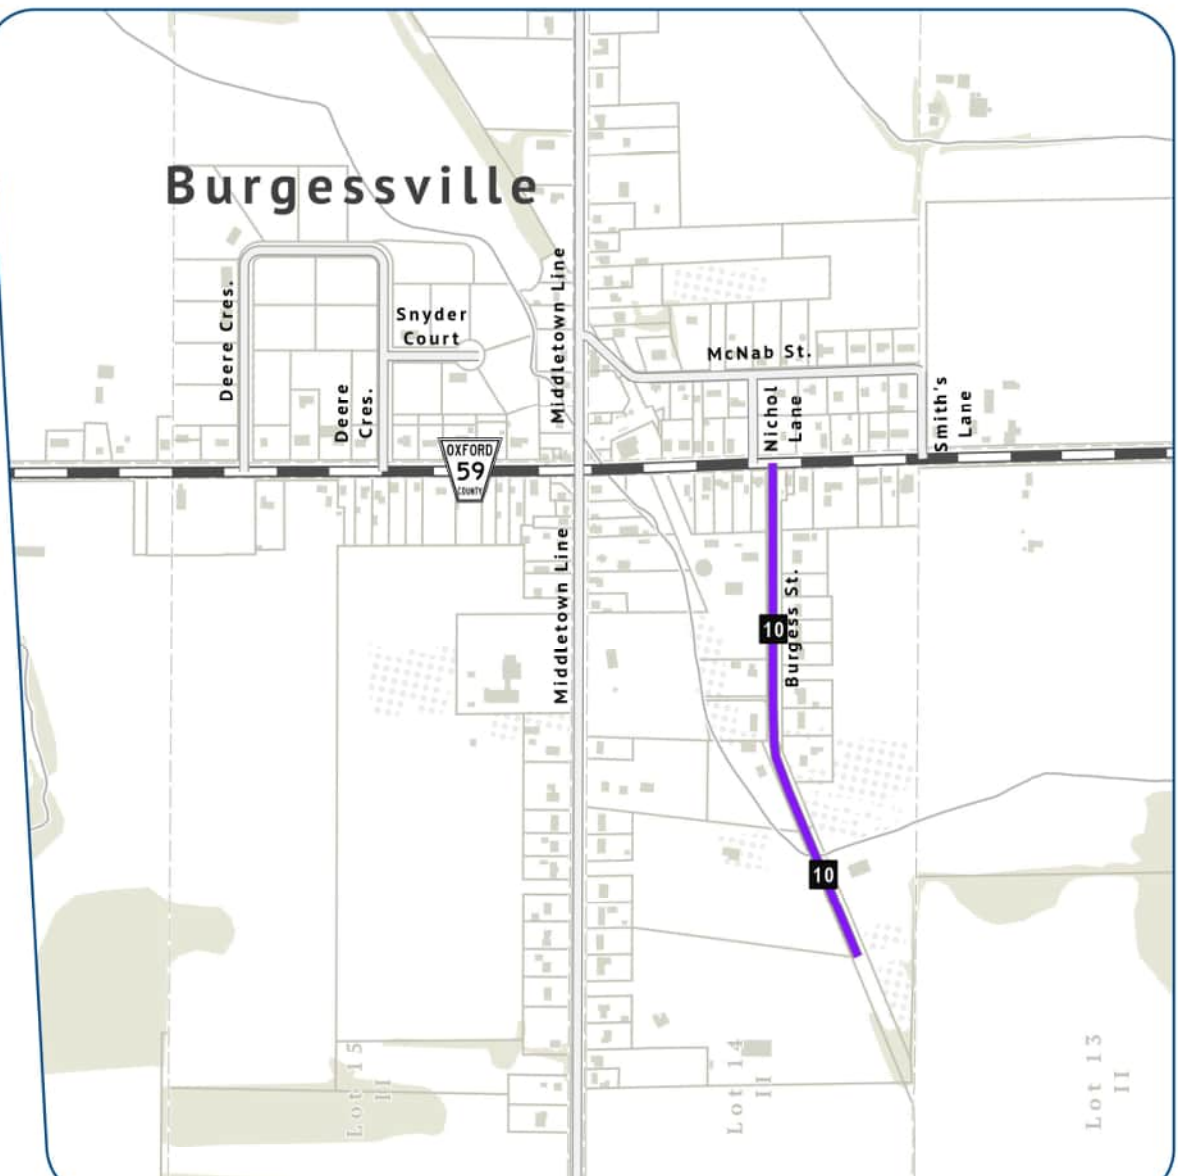 Burgessville
Middletown Line
Deere Cres.
Snyder
Court
McNab St.
Deere
Cres.
Nichol
Lane
Smith's
Lane
OXFORD
59
COUNTY
Middletown Line
Burgess St.
10
10
Lot 15
II
Lot 14
II
Lot 13
II